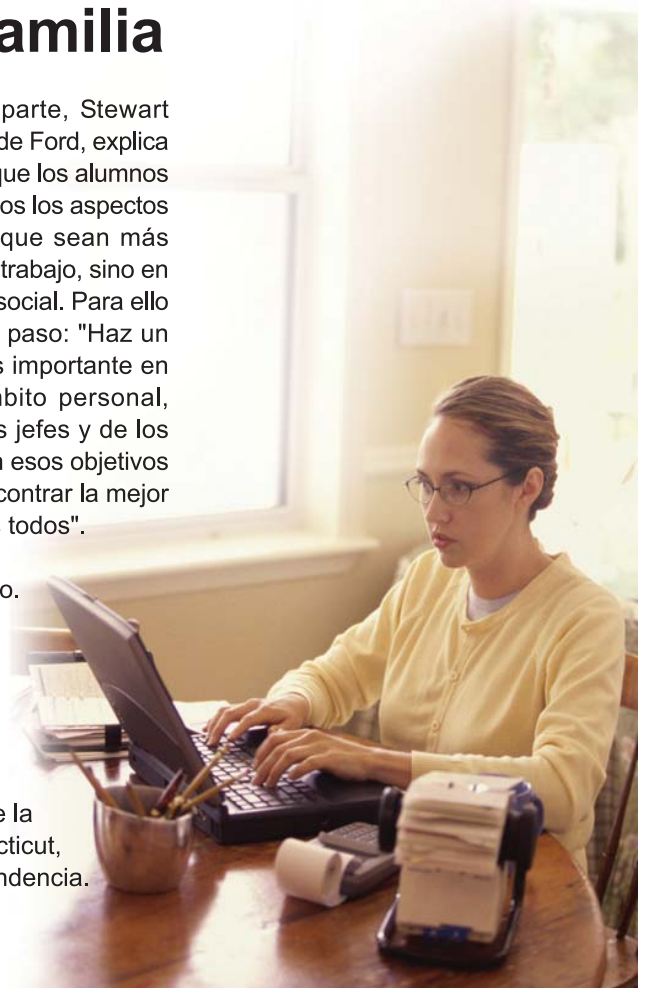 amilia
parte, Stewart
de Ford, explica
que los alumnos
os los aspectos
que sean más
trabajo, sino en
social. Para ello
paso: "Haz un
s importante en
bito personal,
s jefes y de los
n esos objetivos
contrar la mejor
todos".
o.
e la
cticut,
ndencia.